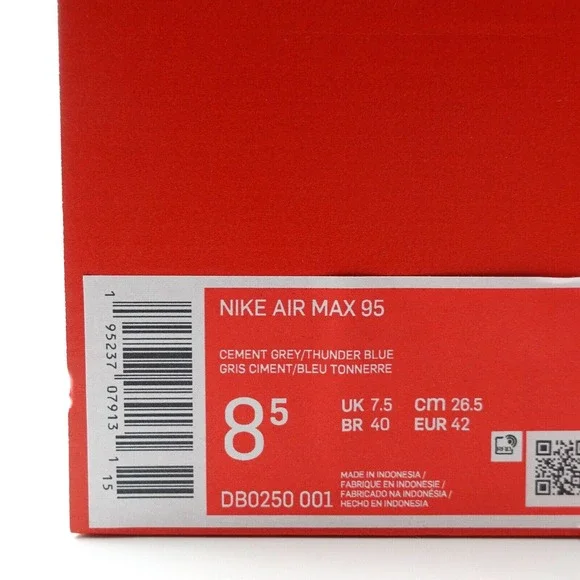 NIKE AIR MAX 95
CEMENT GREY/THUNDER BLUE
GRIS CIMENT/BLEU TONNERRE
8⁵
UK 7.5 cm 26.5
BR 40 EUR 42
DB0250 001
MADE IN INDONESIA /
FABRIQUE EN INDONESIE /
FABRICADO NA INDONÉSIA /
HECHO EN INDONESIA
RFID
1 95237 07913 1 15